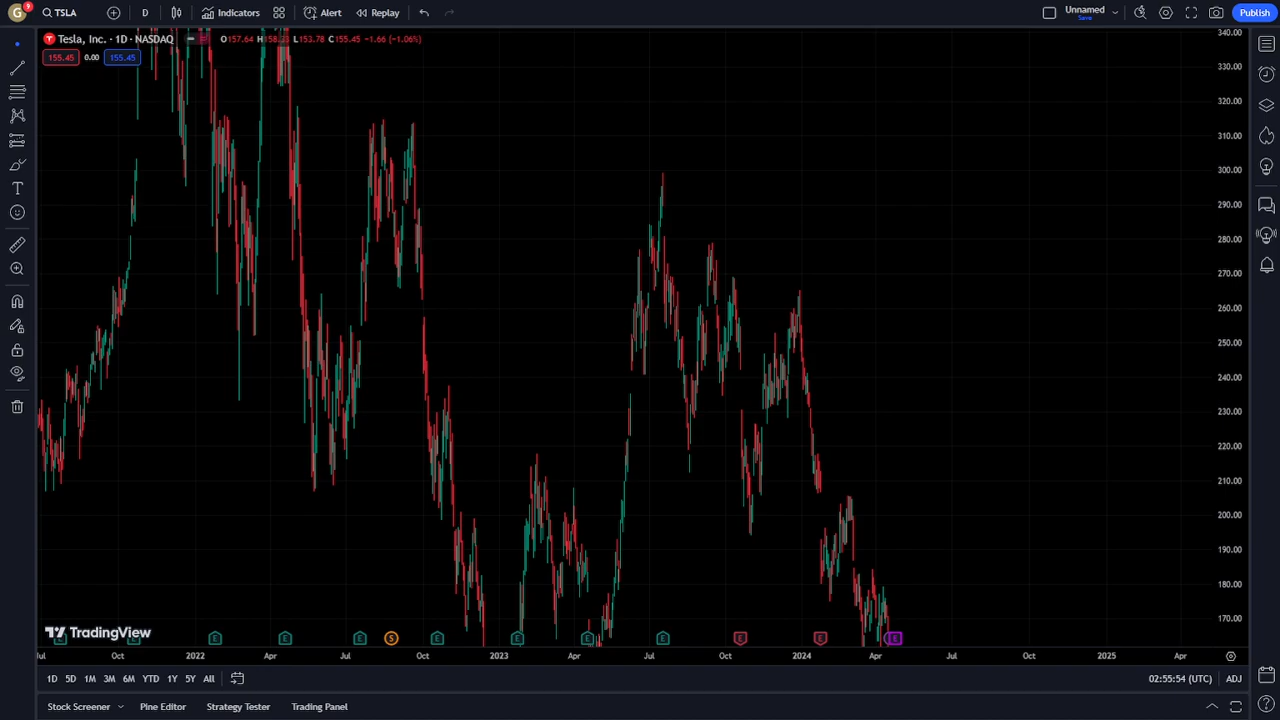 G 9 TSLA D Indicators Alert Replay Unnamed Save Publish
Tesla, Inc. · 1D · NASDAQ O157.64 H158.33 L153.78 C155.45 −1.66 (−1.06%)
155.45 0.00 155.45
340.00
330.00
320.00
310.00
300.00
290.00
280.00
270.00
260.00
250.00
240.00
230.00
220.00
210.00
200.00
190.00
180.00
170.00
TradingView
E E E E S E E E E E E E
Jul Oct 2022 Apr Jul Oct 2023 Apr Jul Oct 2024 Apr Jul Oct 2025 Apr
1D 5D 1M 3M 6M YTD 1Y 5Y All 02:55:54 (UTC) ADJ
Stock Screener Pine Editor Strategy Tester Trading Panel